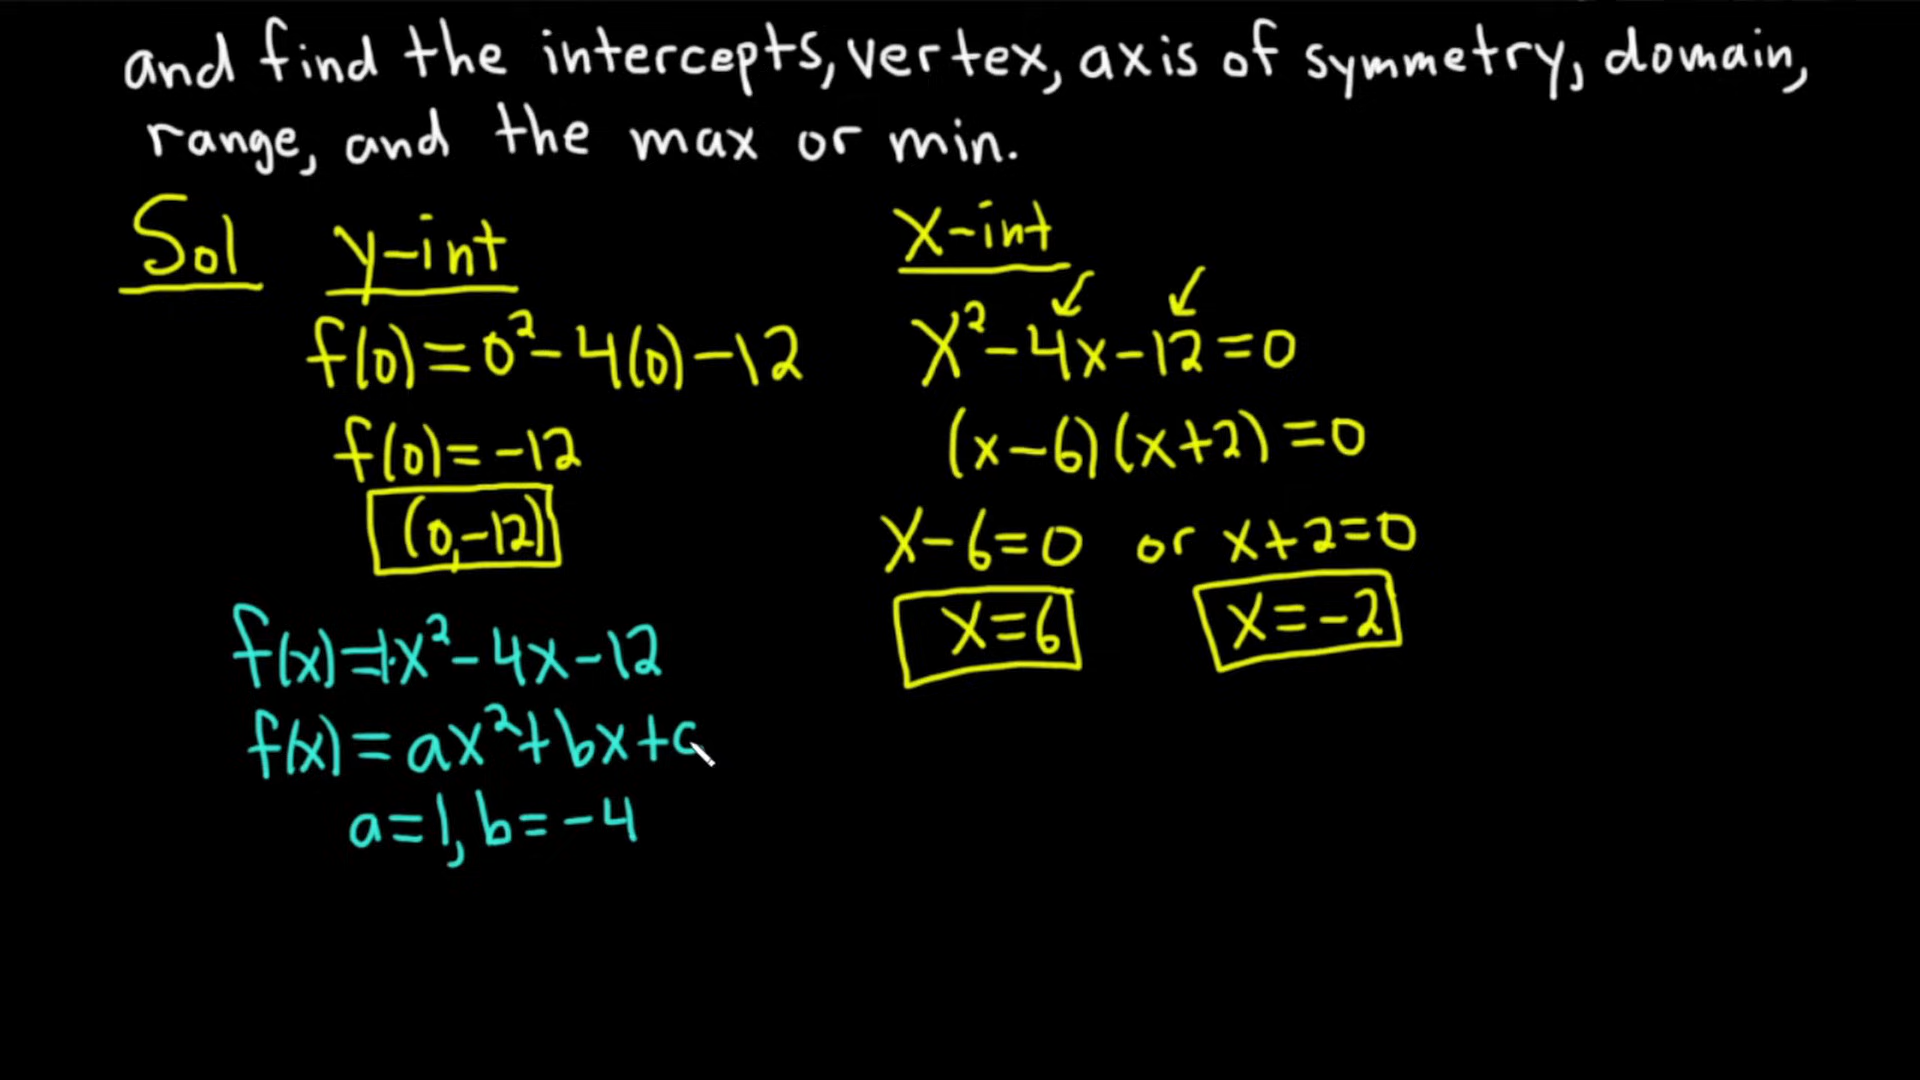 and find the intercepts, vertex, axis of symmetry, domain,
range, and the max or min.
Sol
y-int
f(0)=0²-4(0)-12
f(0)=-12
(0,-12)
x-int
x²-4x-12=0
(x-6)(x+2)=0
x-6=0 or x+2=0
x=6
x=-2
f(x)=1·x²-4x-12
f(x)=ax²+bx+c
a=1, b=-4